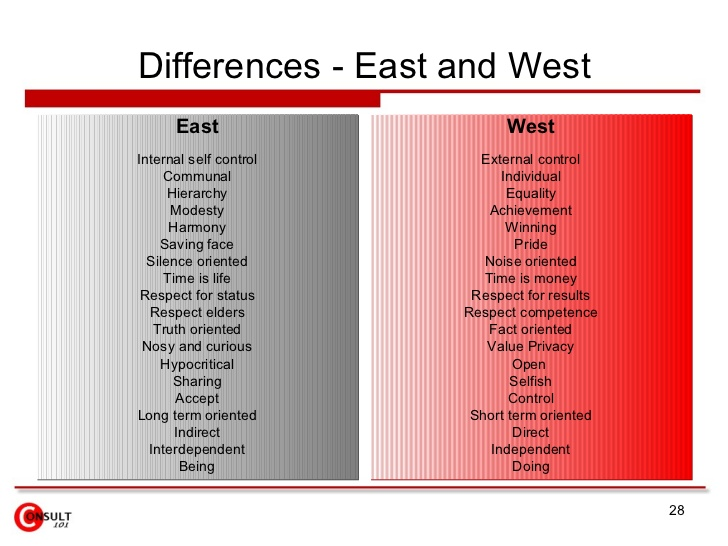 Differences - East and West
East
Internal self control
Communal
Hierarchy
Modesty
Harmony
Saving face
Silence oriented
Time is life
Respect for status
Respect elders
Truth oriented
Nosy and curious
Hypocritical
Sharing
Accept
Long term oriented
Indirect
Interdependent
Being
West
External control
Individual
Equality
Achievement
Winning
Pride
Noise oriented
Time is money
Respect for results
Respect competence
Fact oriented
Value Privacy
Open
Selfish
Control
Short term oriented
Direct
Independent
Doing
CONSULT
101
28